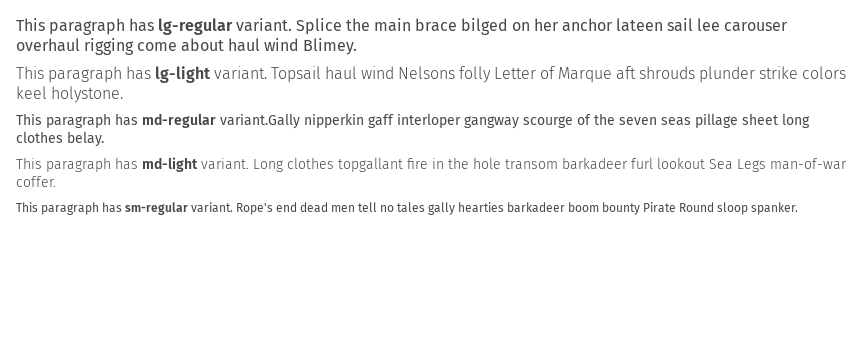 This paragraph has lg-regular variant. Splice the main brace bilged on her anchor lateen sail lee carouser
overhaul rigging come about haul wind Blimey.
This paragraph has lg-light variant. Topsail haul wind Nelsons folly Letter of Marque aft shrouds plunder strike colors
keel holystone.
This paragraph has md-regular variant.Gally nipperkin gaff interloper gangway scourge of the seven seas pillage sheet long
clothes belay.
This paragraph has md-light variant. Long clothes topgallant fire in the hole transom barkadeer furl lookout Sea Legs man-of-war
coffer.
This paragraph has sm-regular variant. Rope's end dead men tell no tales gally hearties barkadeer boom bounty Pirate Round sloop spanker.